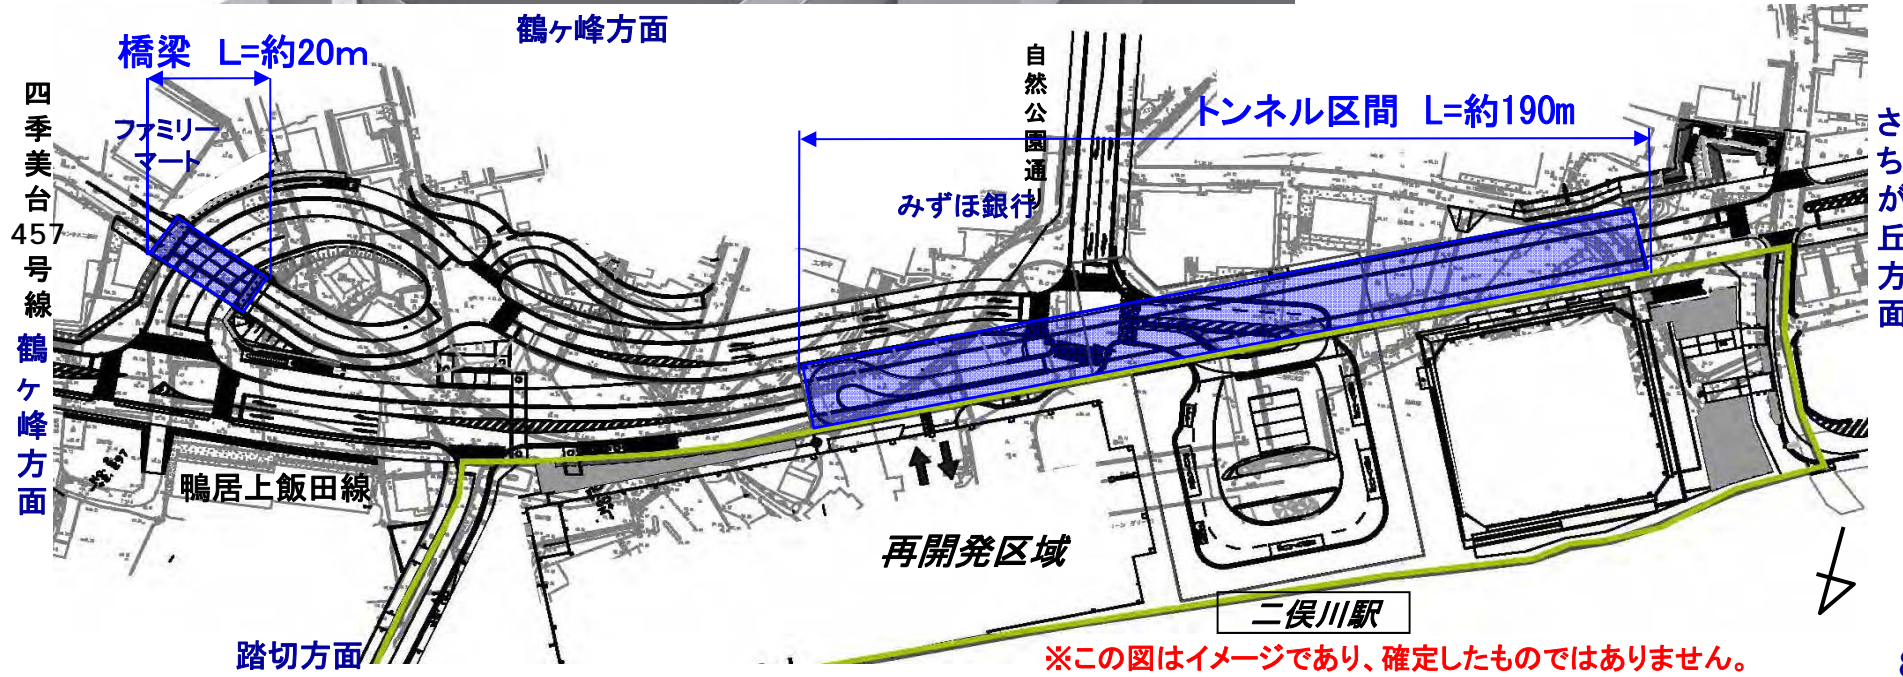 鶴ヶ峰方面
橋梁 L=約20m
四季美台457号線
ファミリー
マート
自然公園通り
トンネル区間 L=約190m
みずほ銀行
さちが丘方面
鶴ヶ峰方面
鴨居上飯田線
再開発区域
二俣川駅
踏切方面
※この図はイメージであり、確定したものではありません。